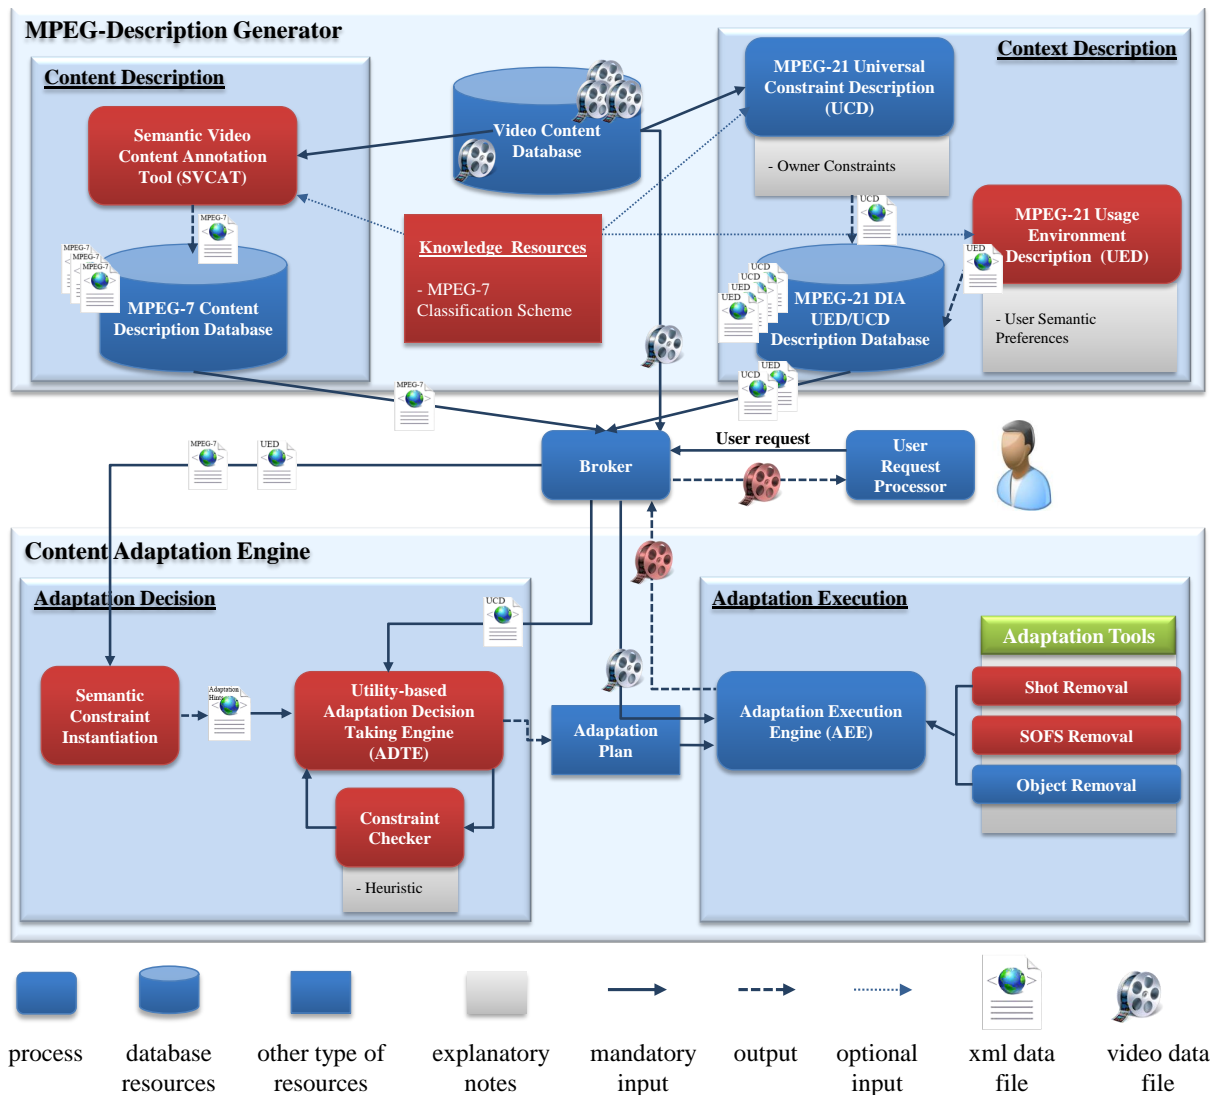 MPEG-Description Generator
Content Description
Semantic Video
Content Annotation
Tool (SVCAT)
MPEG-7
MPEG-7
MPEG-7
MPEG-7
MPEG-7 Content
Description Database
Video Content
Database
Knowledge Resources
- MPEG-7
Classification Scheme
Context Description
MPEG-21 Universal
Constraint Description
(UCD)
- Owner Constraints
UCD
MPEG-21 Usage
Environment
Description (UED)
UED
- User Semantic
Preferences
UCD
UCD
UED
UED
MPEG-21 DIA
UED/UCD
Description Database
MPEG-7
UCD
UED
Broker
User request
User
Request
Processor
MPEG-7
UED
Content Adaptation Engine
Adaptation Decision
UCD
Semantic
Constraint
Instantiation
Adaptation
Hints
Utility-based
Adaptation Decision
Taking Engine
(ADTE)
Constraint
Checker
- Heuristic
Adaptation
Plan
Adaptation Execution
Adaptation Execution
Engine (AEE)
Adaptation Tools
Shot Removal
SOFS Removal
Object Removal
process
database
resources
other type of
resources
explanatory
notes
mandatory
input
output
optional
input
xml data
file
video data
file